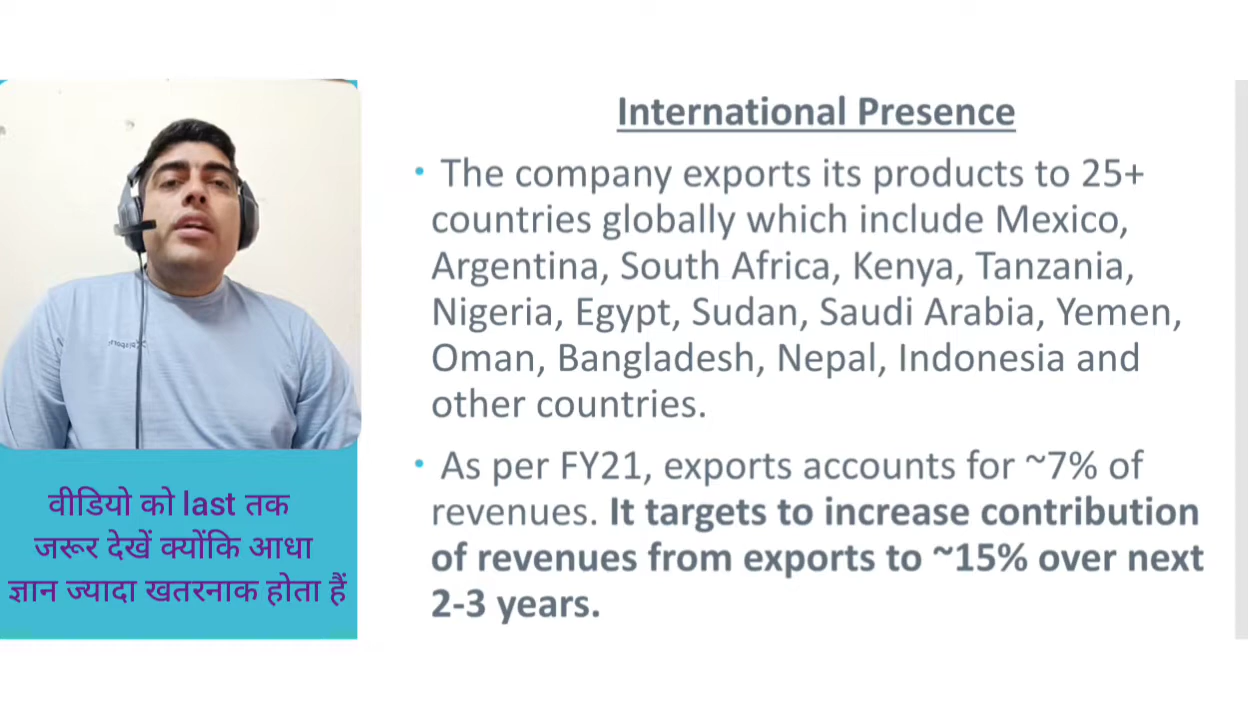 International Presence
• The company exports its products to 25+
countries globally which include Mexico,
Argentina, South Africa, Kenya, Tanzania,
Nigeria, Egypt, Sudan, Saudi Arabia, Yemen,
Oman, Bangladesh, Nepal, Indonesia and
other countries.
• As per FY21, exports accounts for ~7% of
revenues. It targets to increase contribution
of revenues from exports to ~15% over next
2-3 years.
वीडियो को last तक
जरूर देखें क्योंकि आधा
ज्ञान ज्यादा खतरनाक होता हैं